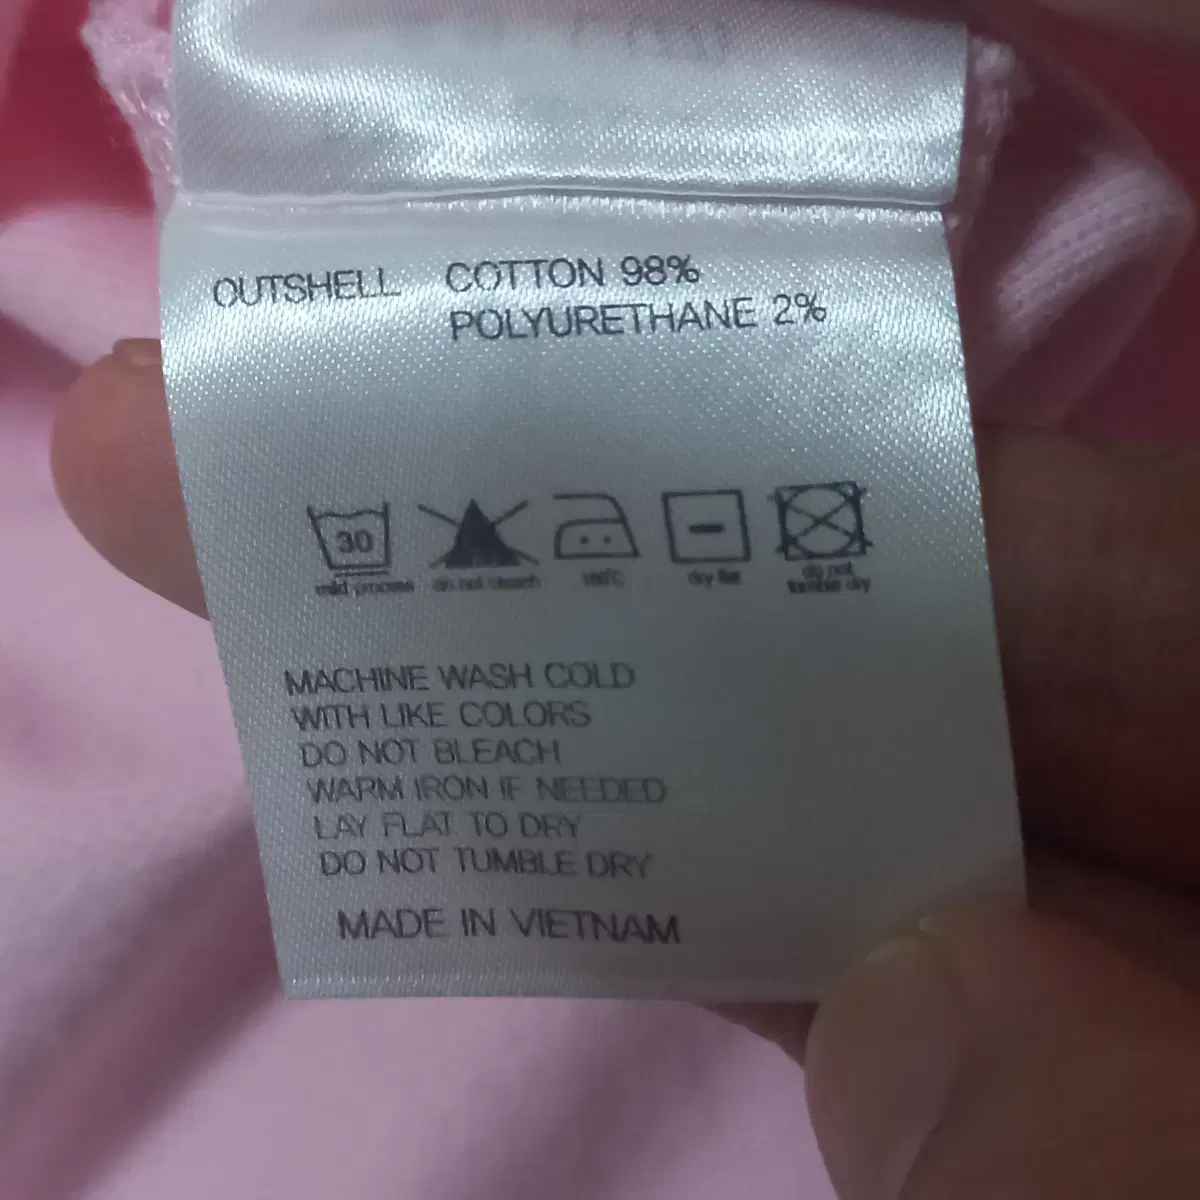 OUTSHELL COTTON 98%
POLYURETHANE 2%
30
mild process do not bleach dry flat do not
tumble dry
MACHINE WASH COLD
WITH LIKE COLORS
DO NOT BLEACH
WARM IRON IF NEEDED
LAY FLAT TO DRY
DO NOT TUMBLE DRY
MADE IN VIETNAM